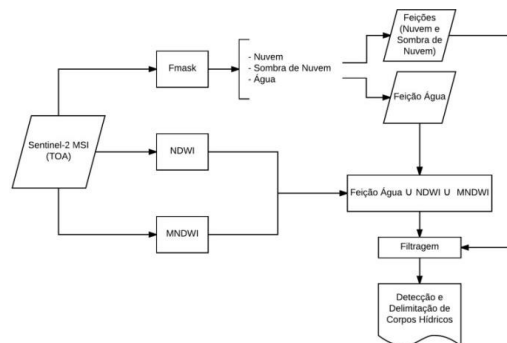 Feições
(Nuvem e
Sombra de
Nuvem)
Fmask
- Nuvem
- Sombra de Nuvem
- Água
Feição Água
Sentinel-2 MSI
(TOA)
NDWI
MNDWI
Feição Água U NDWI U MNDWI
Filtragem
Detecção e
Delimitação de
Corpos Hídricos